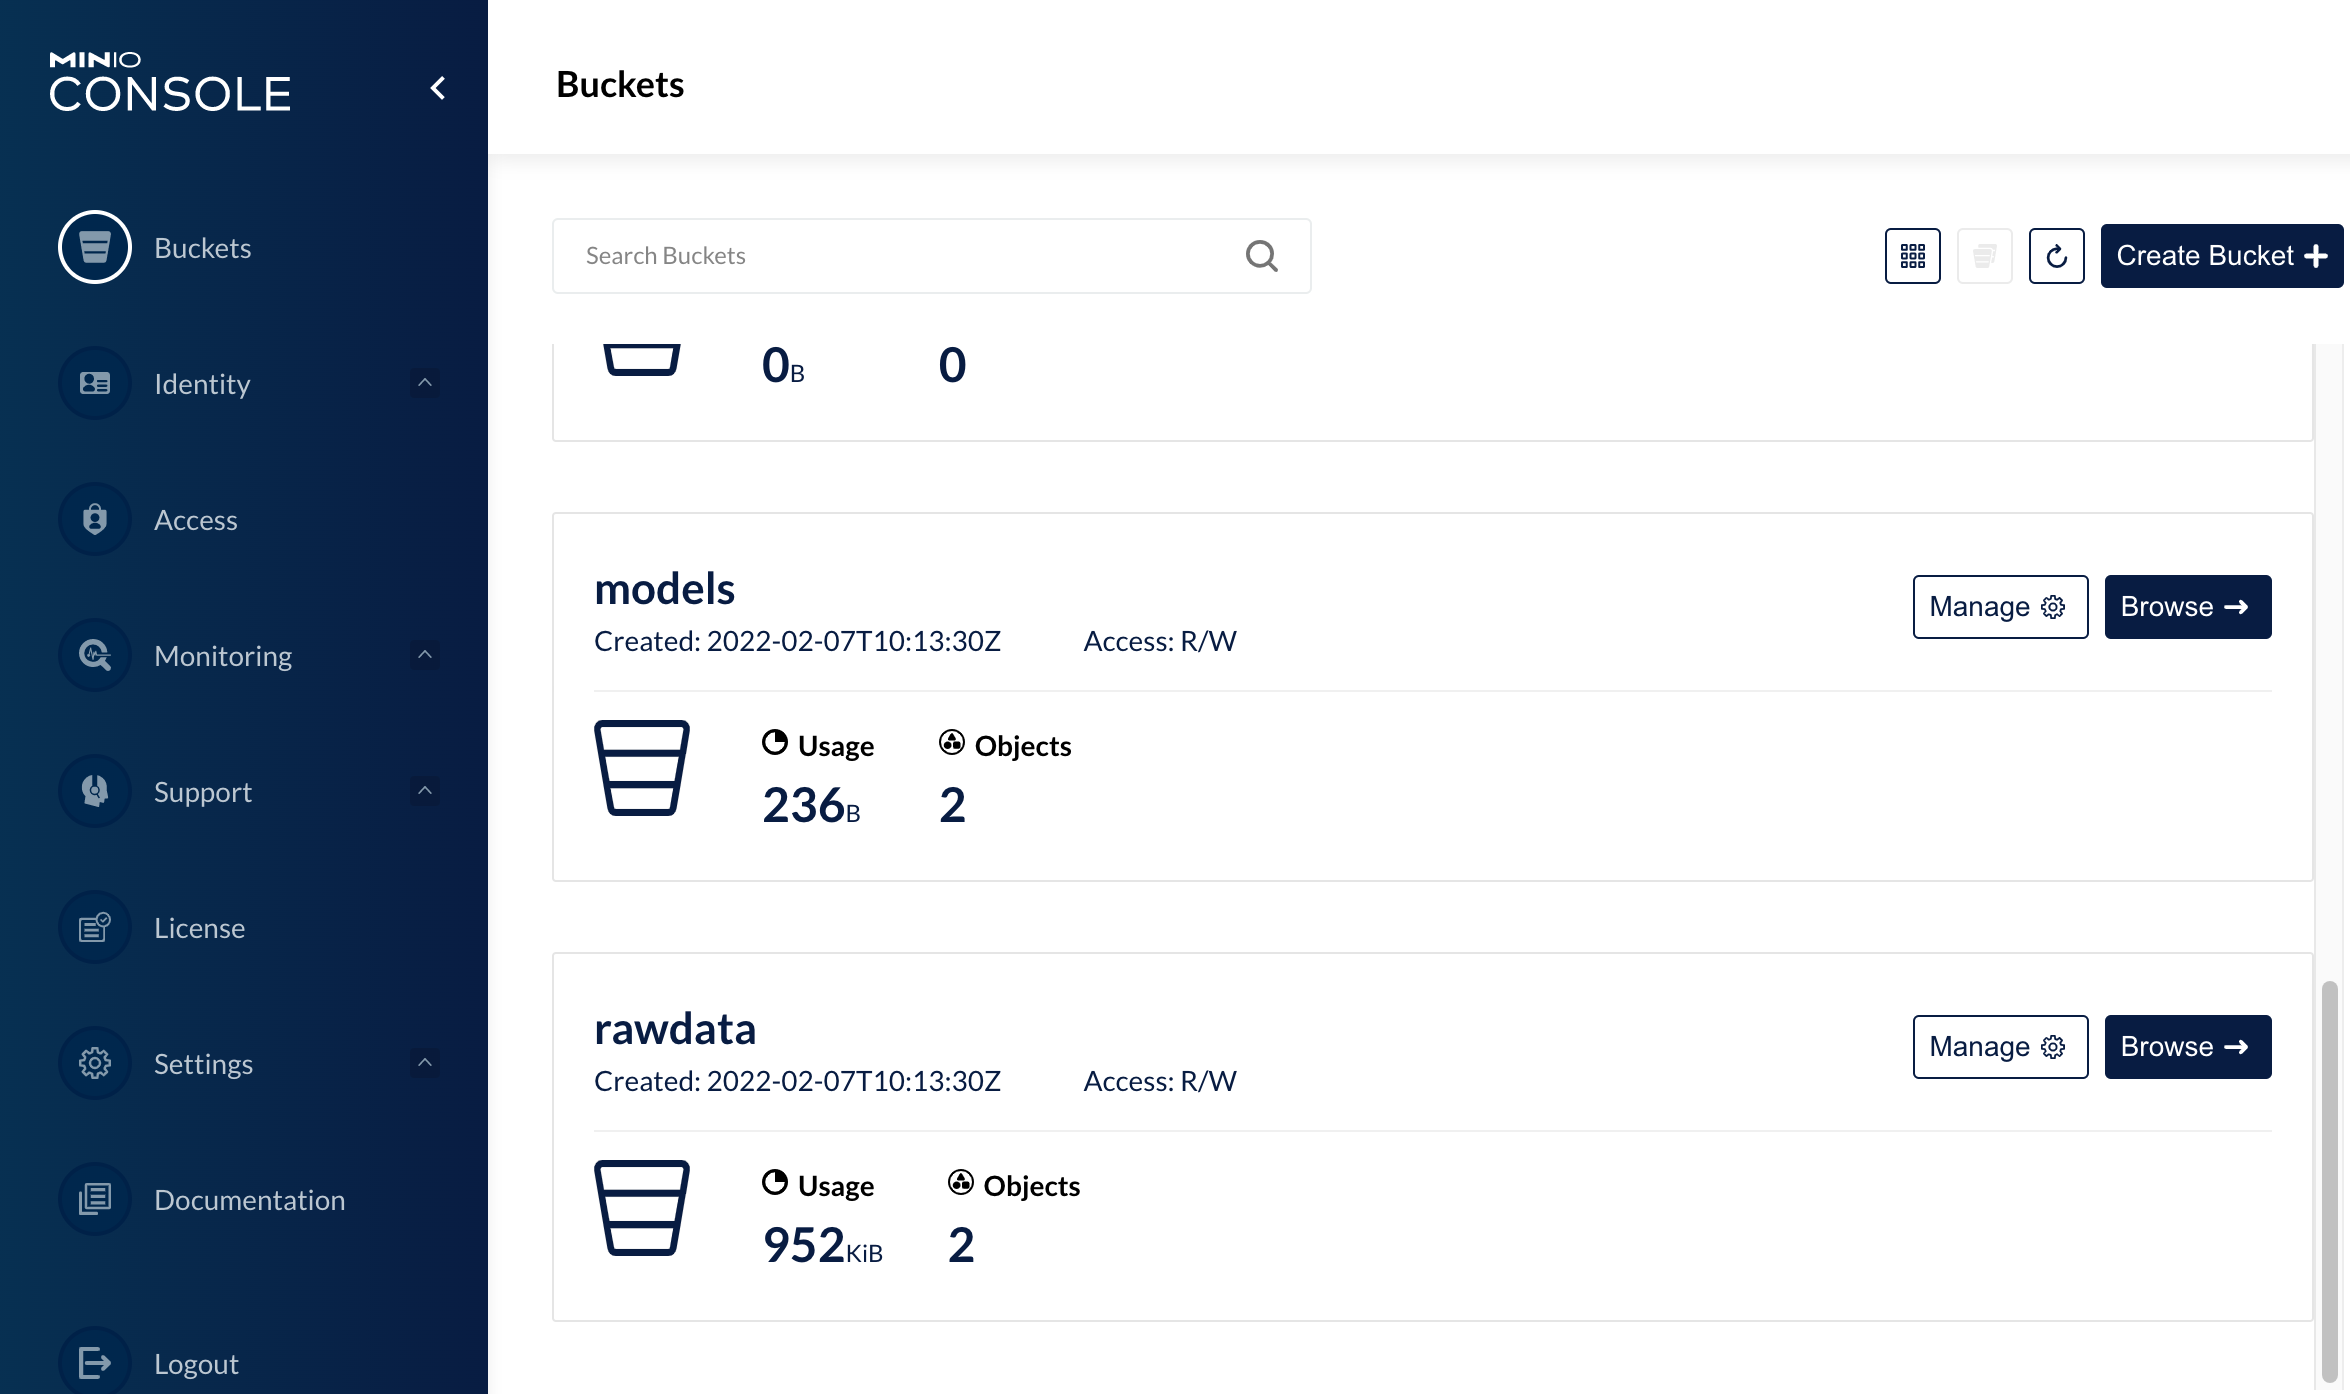 MINIO
CONSOLE
Buckets
Identity
Access
Monitoring
Support
License
Settings
Documentation
Logout
Buckets
Search Buckets
Create Bucket
0B 0
models
Created: 2022-02-07T10:13:30Z Access: R/W
Manage Browse
Usage Objects
236B 2
rawdata
Created: 2022-02-07T10:13:30Z Access: R/W
Manage Browse
Usage Objects
952KiB 2